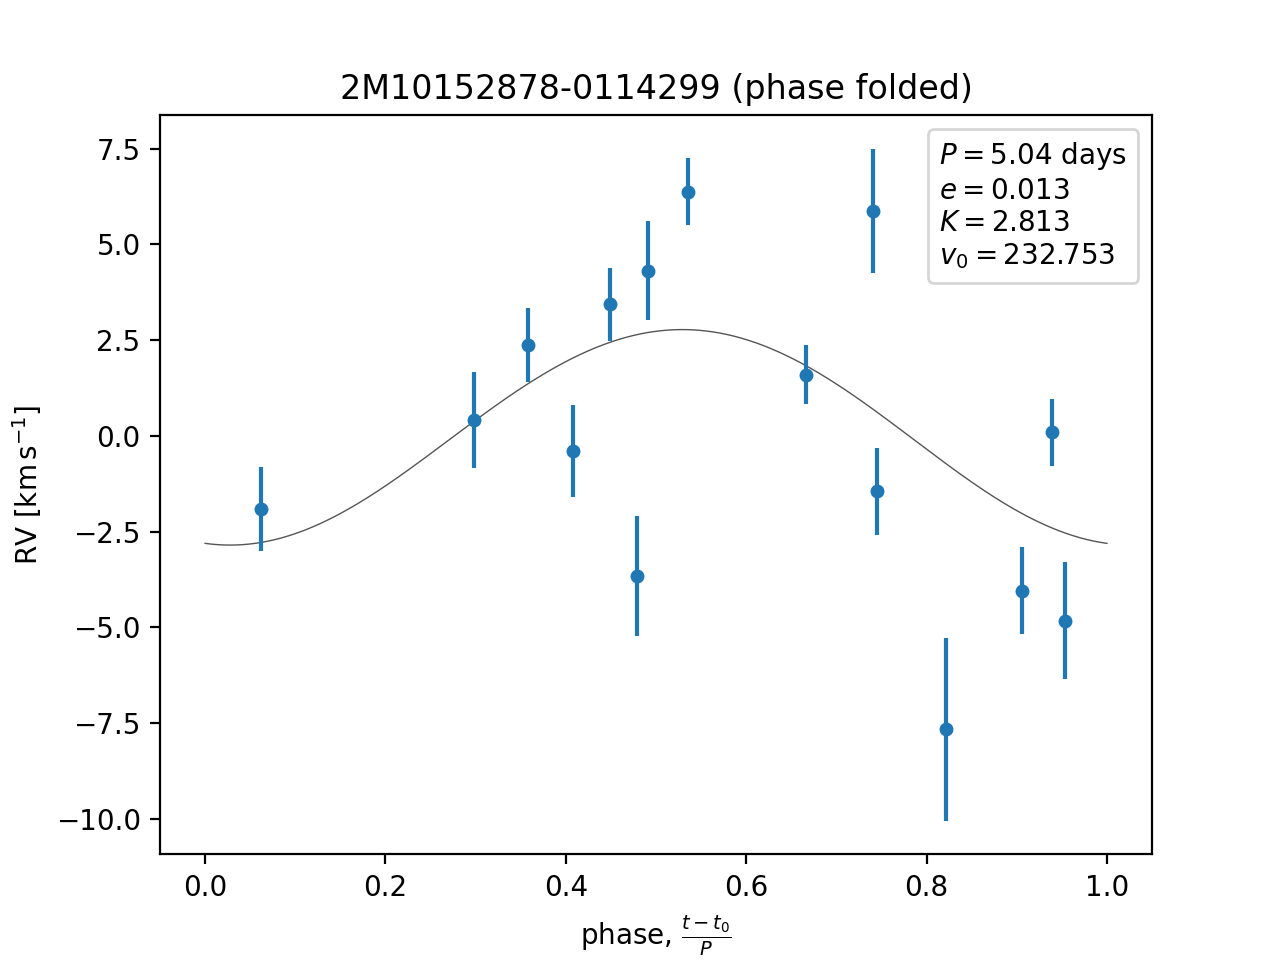 2M10152878-0114299 (phase folded)
P = 5.04 days
e = 0.013
K = 2.813
v₀ = 232.753
7.5
5.0
2.5
0.0
−2.5
−5.0
−7.5
−10.0
RV [km s⁻¹]
0.0 0.2 0.4 0.6 0.8 1.0
phase, (t − t₀)/P